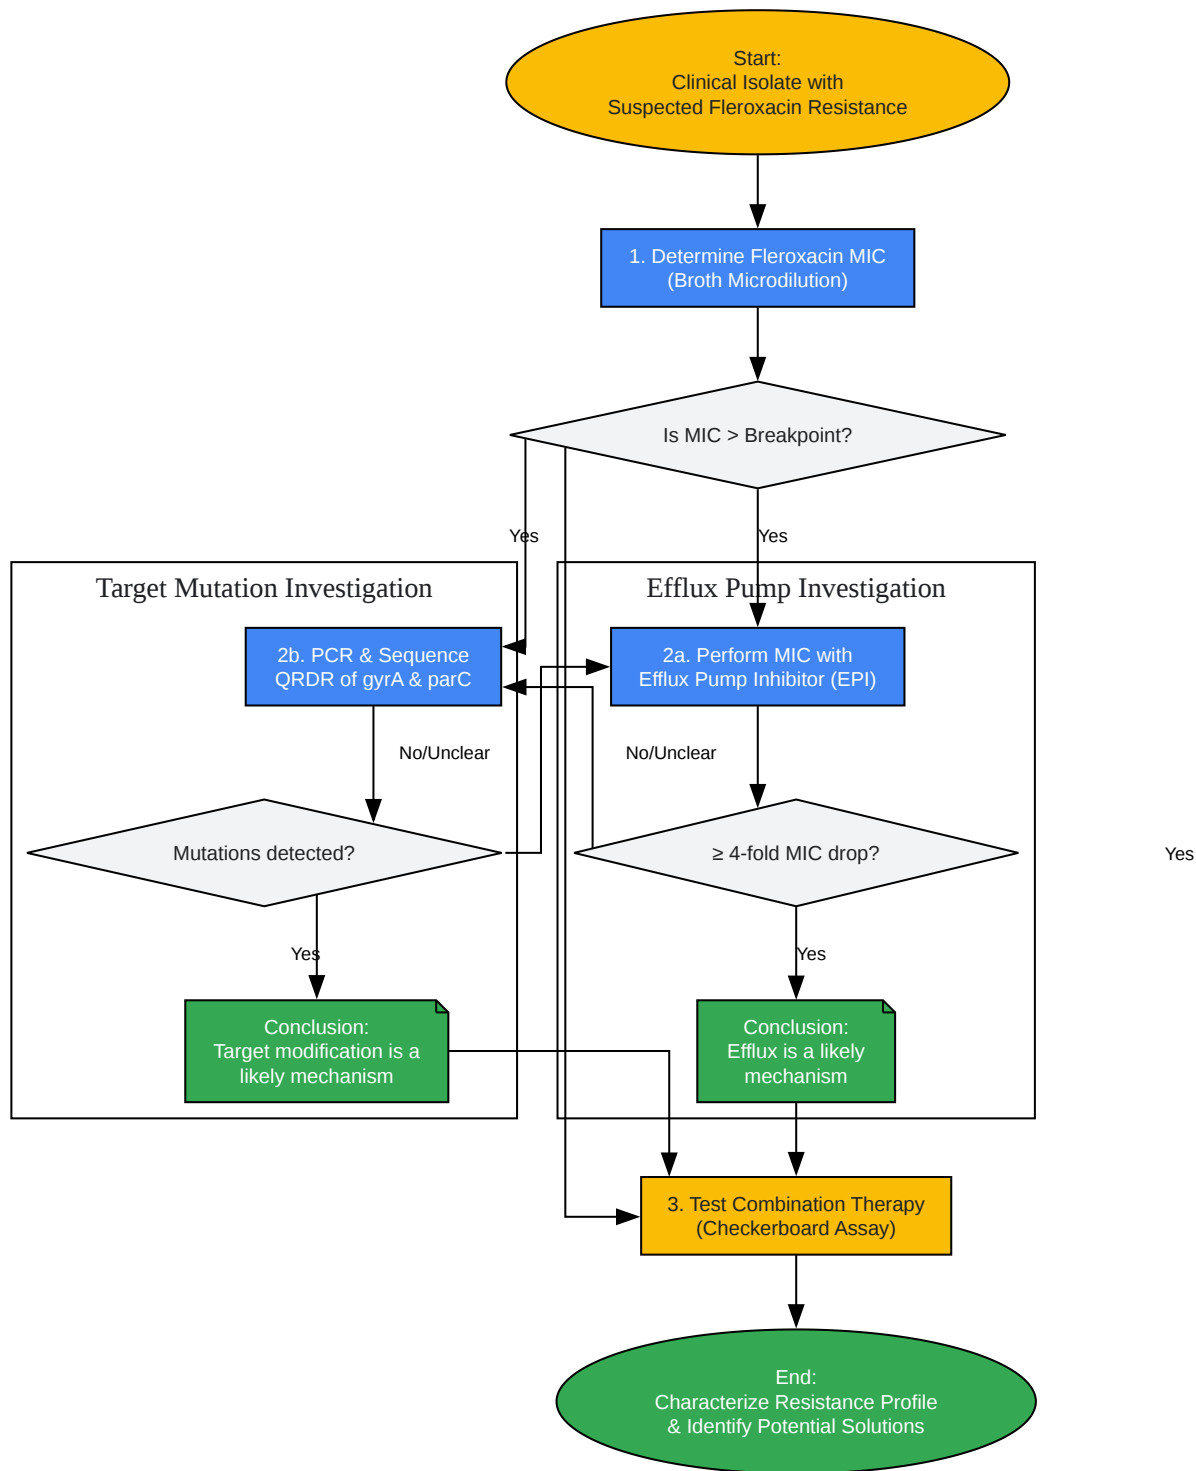 Start:
Clinical Isolate with
Suspected Fleroxacin Resistance
1. Determine Fleroxacin MIC
(Broth Microdilution)
Is MIC > Breakpoint?
Yes
Yes
Target Mutation Investigation
Efflux Pump Investigation
2b. PCR & Sequence
QRDR of gyrA & parC
2a. Perform MIC with
Efflux Pump Inhibitor (EPI)
No/Unclear
No/Unclear
Mutations detected?
≥ 4-fold MIC drop?
Yes
Yes
Yes
Conclusion:
Target modification is a
likely mechanism
Conclusion:
Efflux is a likely
mechanism
3. Test Combination Therapy
(Checkerboard Assay)
End:
Characterize Resistance Profile
& Identify Potential Solutions